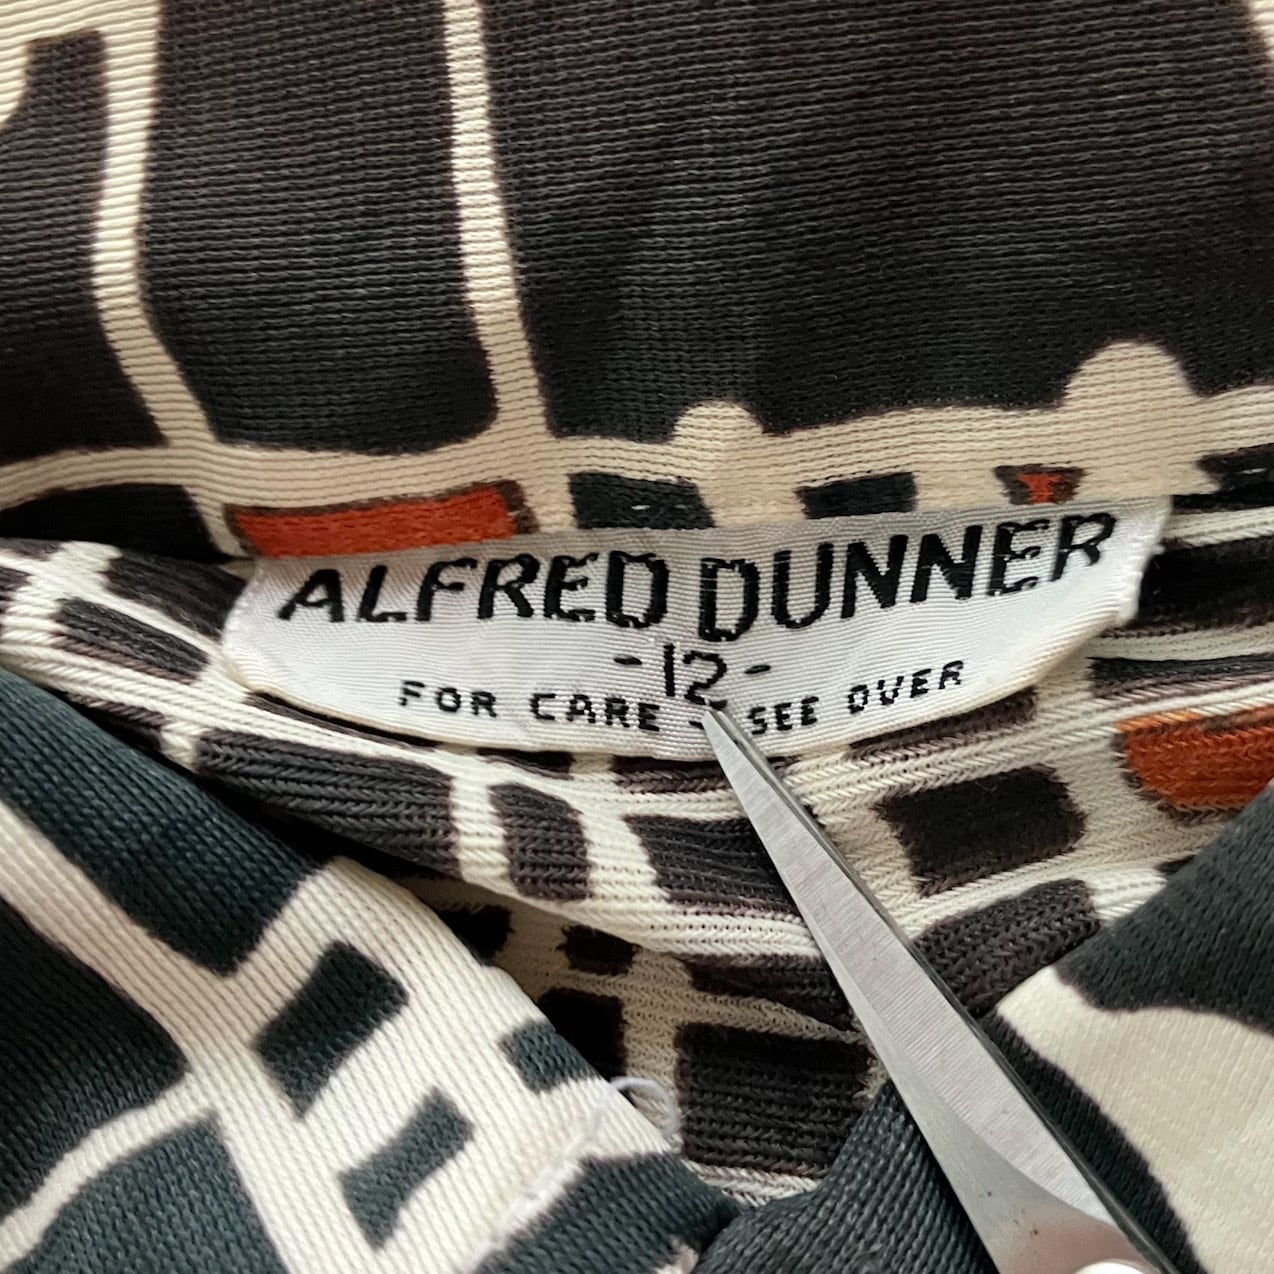 ALFRED DUNNER
-12-
FOR CARE - SEE OVER